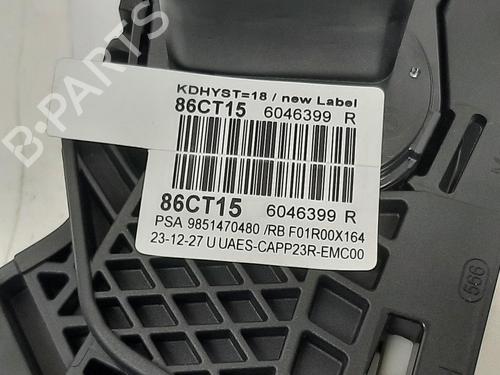 B-PARTS
KDHYST=18 / new Label
86CT15 6046399 R
86CT15 6046399 R
PSA 9851470480 /RB F01R00X164
23-12-27 U UAES-CAPP23R-EMC00
556